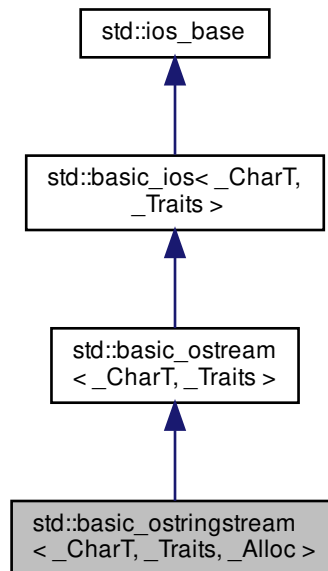 std::ios_base
std::basic_ios< _CharT,
_Traits >
std::basic_ostream
< _CharT, _Traits >
std::basic_ostringstream
< _CharT, _Traits, _Alloc >